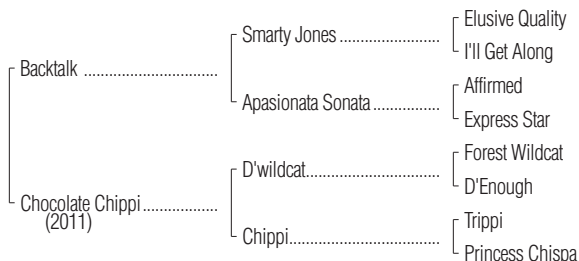 Elusive Quality
Smarty Jones ........................
I'll Get Along
Backtalk ................................
Affirmed
Apasionata Sonata ................
Express Star
Forest Wildcat
D'wildcat................................
D'Enough
Chocolate Chippi ..................
(2011)
Trippi
Chippi....................................
Princess Chispa